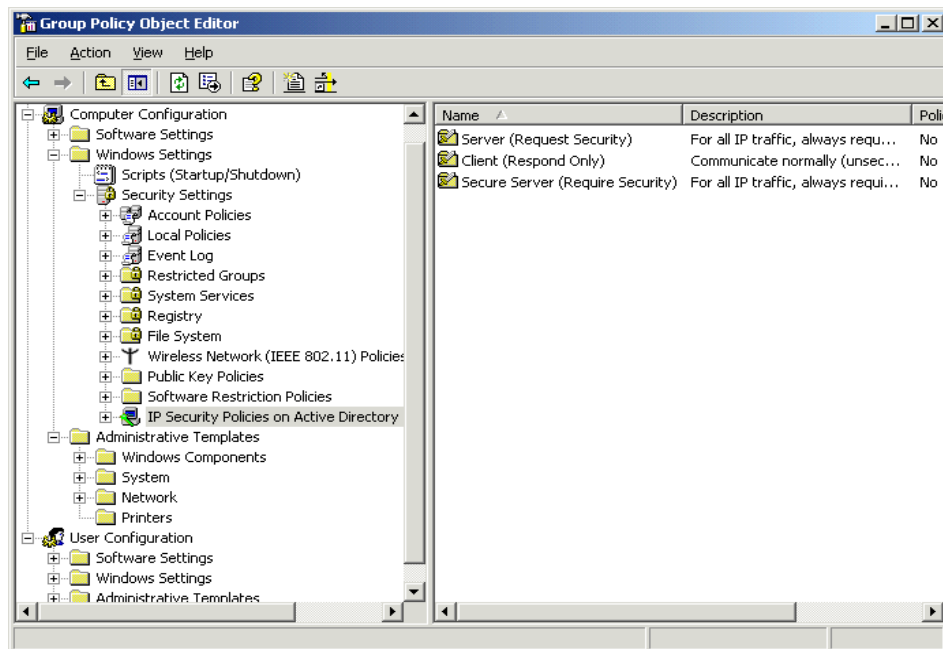 Group Policy Object Editor
File Action View Help
Computer Configuration
Software Settings
Windows Settings
Scripts (Startup/Shutdown)
Security Settings
Account Policies
Local Policies
Event Log
Restricted Groups
System Services
Registry
File System
Wireless Network (IEEE 802.11) Policies
Public Key Policies
Software Restriction Policies
IP Security Policies on Active Directory
Administrative Templates
Windows Components
System
Network
Printers
User Configuration
Software Settings
Windows Settings
Administrative Templates
Name Description Poli
Server (Request Security) For all IP traffic, always requ... No
Client (Respond Only) Communicate normally (unsec... No
Secure Server (Require Security) For all IP traffic, always requi... No